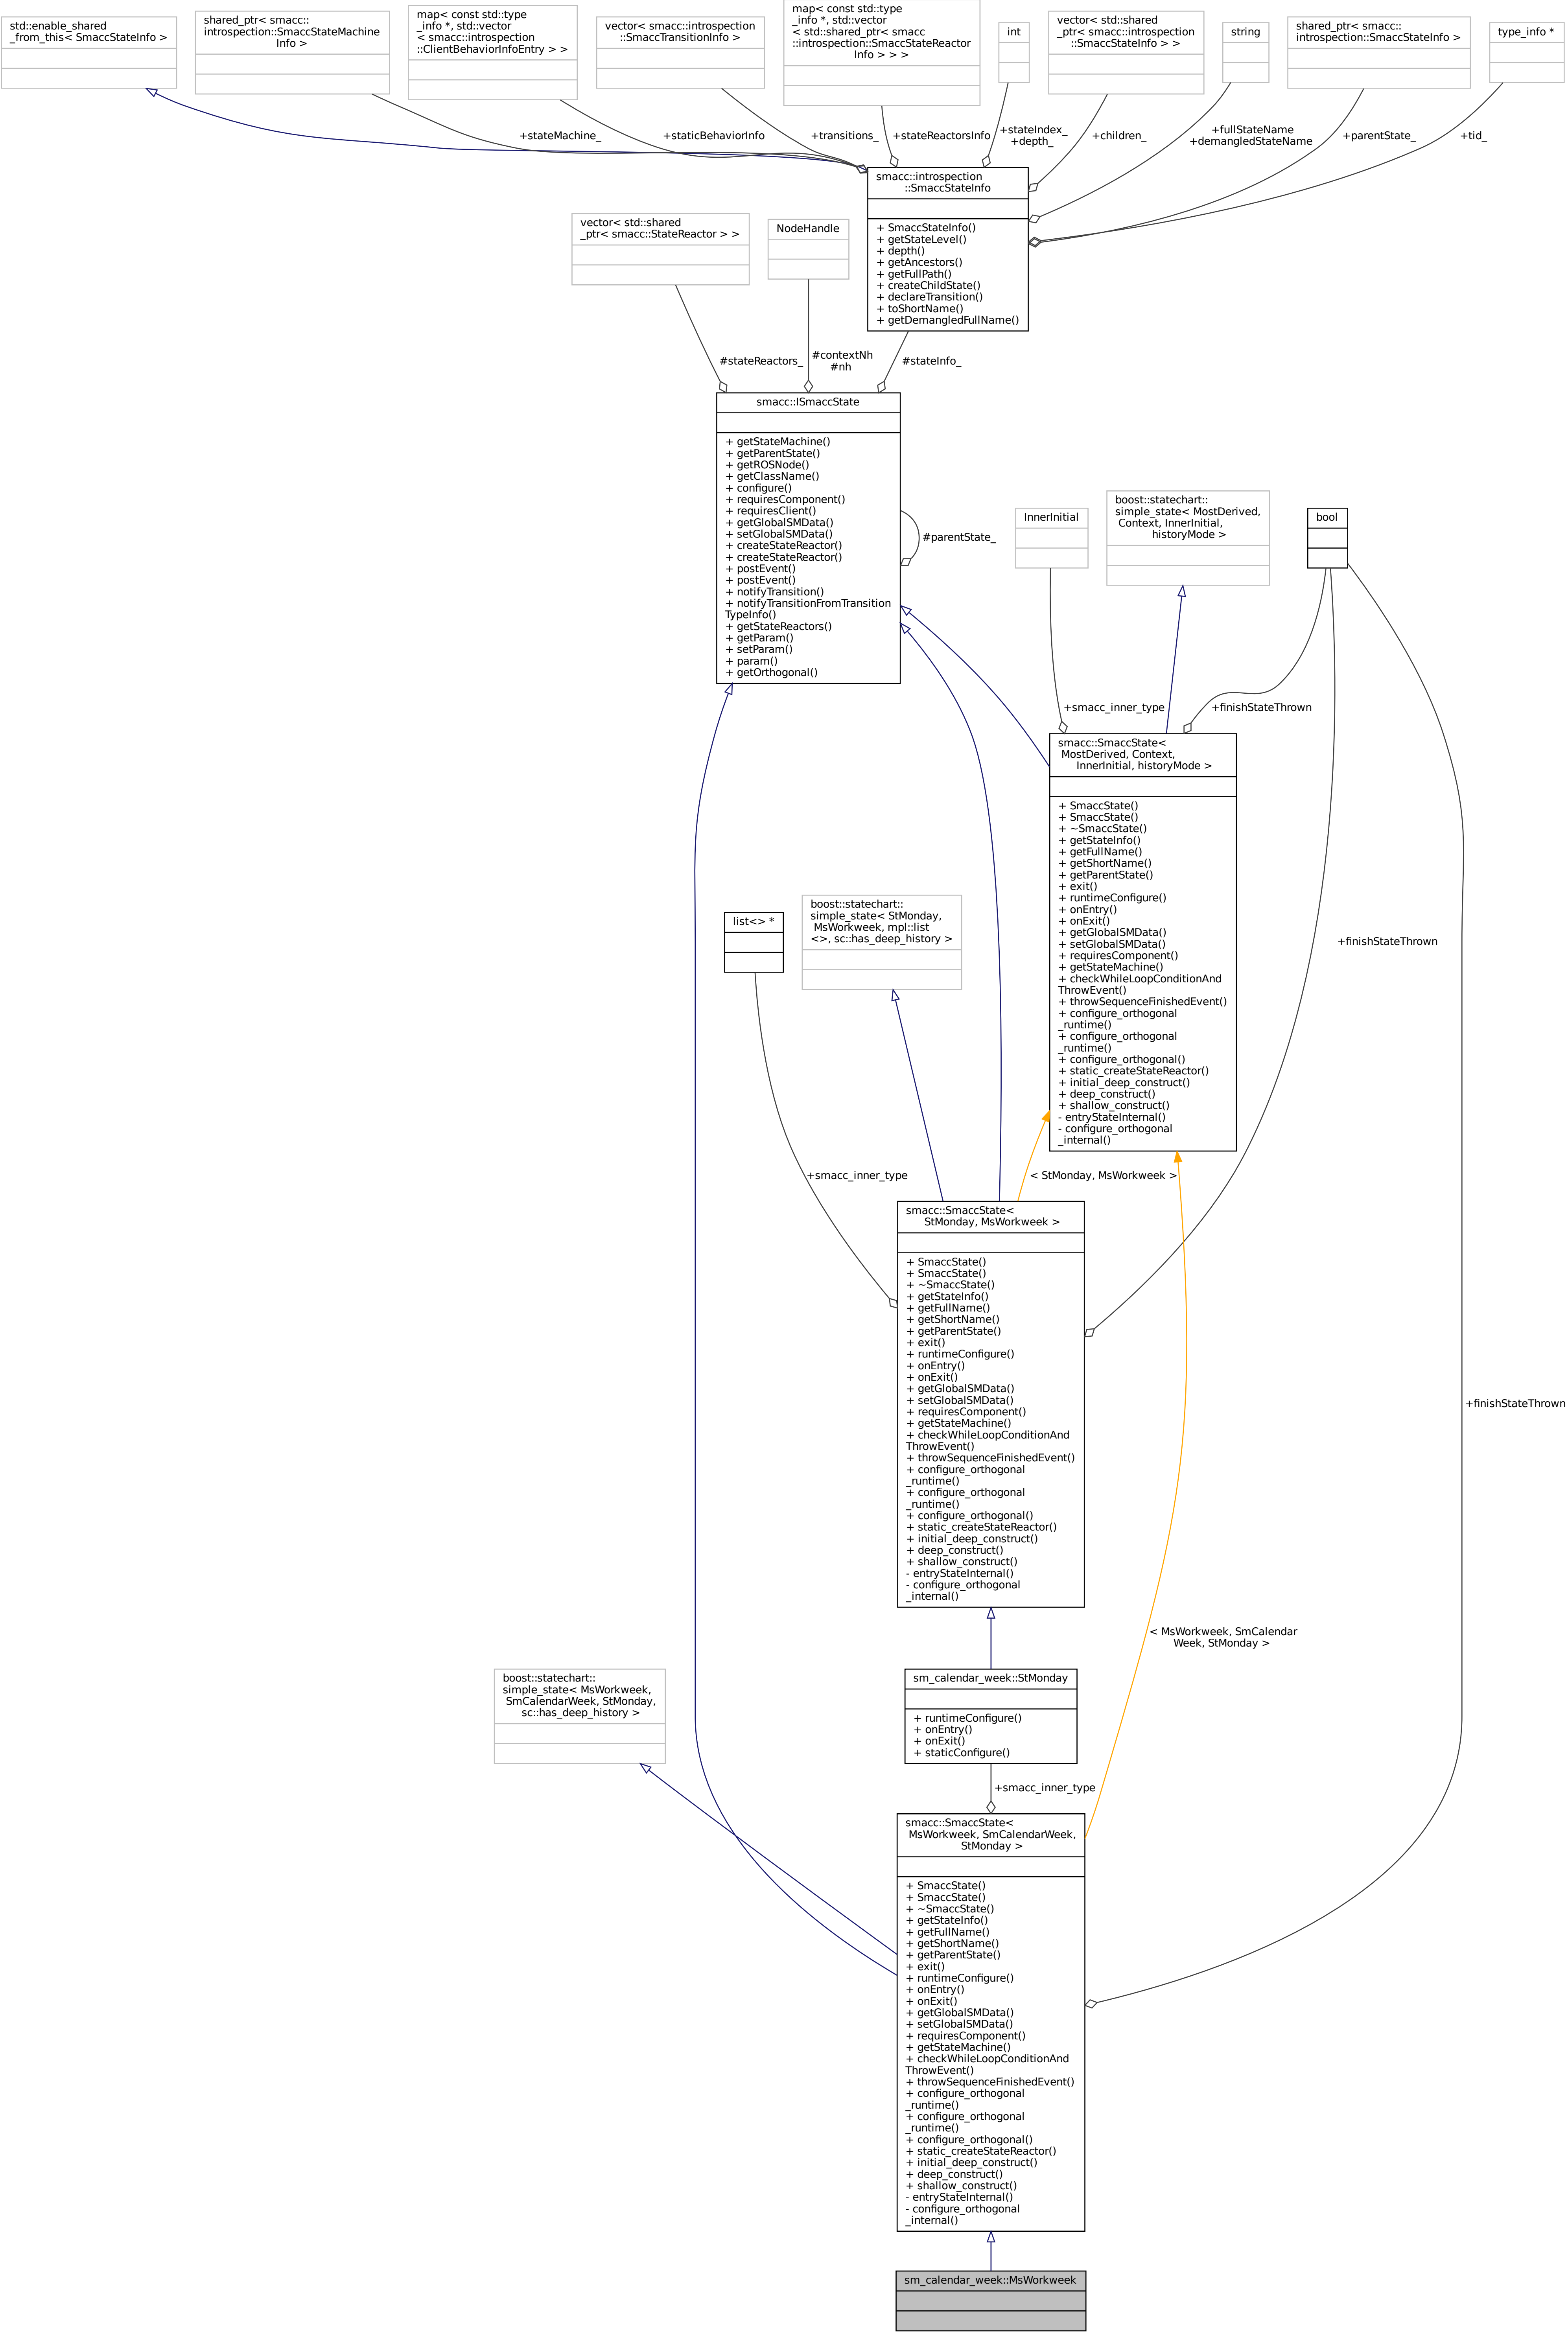 std::enable_shared
_from_this< SmaccStateInfo >
shared_ptr< smacc::
introspection::SmaccStateMachine
Info >
map< const std::type
_info *, std::vector
< smacc::introspection
::ClientBehaviorInfoEntry > >
vector< smacc::introspection
::SmaccTransitionInfo >
map< const std::type
_info *, std::vector
< std::shared_ptr< smacc
::introspection::SmaccStateReactor
Info > > >
int
vector< std::shared
_ptr< smacc::introspection
::SmaccStateInfo > >
string
shared_ptr< smacc::
introspection::SmaccStateInfo >
type_info *
+stateMachine_
+staticBehaviorInfo
+transitions_
+stateReactorsInfo
+stateIndex_
+depth_
+children_
+fullStateName
+demangledStateName
+parentState_
+tid_
smacc::introspection
::SmaccStateInfo
+ SmaccStateInfo()
+ getStateLevel()
+ depth()
+ getAncestors()
+ getFullPath()
+ createChildState()
+ declareTransition()
+ toShortName()
+ getDemangledFullName()
vector< std::shared
_ptr< smacc::StateReactor > >
NodeHandle
#stateReactors_
#contextNh
#nh
#stateInfo_
smacc::ISmaccState
+ getStateMachine()
+ getParentState()
+ getROSNode()
+ getClassName()
+ configure()
+ requiresComponent()
+ requiresClient()
+ getGlobalSMData()
+ setGlobalSMData()
+ createStateReactor()
+ createStateReactor()
+ postEvent()
+ postEvent()
+ notifyTransition()
+ notifyTransitionFromTransition
TypeInfo()
+ getStateReactors()
+ getParam()
+ setParam()
+ param()
+ getOrthogonal()
#parentState_
InnerInitial
boost::statechart::
simple_state< MostDerived,
Context, InnerInitial,
historyMode >
bool
+smacc_inner_type
+finishStateThrown
smacc::SmaccState<
MostDerived, Context,
InnerInitial, historyMode >
+ SmaccState()
+ SmaccState()
+ ~SmaccState()
+ getStateInfo()
+ getFullName()
+ getShortName()
+ getParentState()
+ exit()
+ runtimeConfigure()
+ onEntry()
+ onExit()
+ getGlobalSMData()
+ setGlobalSMData()
+ requiresComponent()
+ getStateMachine()
+ checkWhileLoopConditionAnd
ThrowEvent()
+ throwSequenceFinishedEvent()
+ configure_orthogonal
_runtime()
+ configure_orthogonal
_runtime()
+ configure_orthogonal()
+ static_createStateReactor()
+ initial_deep_construct()
+ deep_construct()
+ shallow_construct()
- entryStateInternal()
- configure_orthogonal
_internal()
list<> *
boost::statechart::
simple_state< StMonday,
MsWorkweek, mpl::list
<>, sc::has_deep_history >
+finishStateThrown
+smacc_inner_type
< StMonday, MsWorkweek >
smacc::SmaccState<
StMonday, MsWorkweek >
+ SmaccState()
+ SmaccState()
+ ~SmaccState()
+ getStateInfo()
+ getFullName()
+ getShortName()
+ getParentState()
+ exit()
+ runtimeConfigure()
+ onEntry()
+ onExit()
+ getGlobalSMData()
+ setGlobalSMData()
+ requiresComponent()
+ getStateMachine()
+ checkWhileLoopConditionAnd
ThrowEvent()
+ throwSequenceFinishedEvent()
+ configure_orthogonal
_runtime()
+ configure_orthogonal
_runtime()
+ configure_orthogonal()
+ static_createStateReactor()
+ initial_deep_construct()
+ deep_construct()
+ shallow_construct()
- entryStateInternal()
- configure_orthogonal
_internal()
+finishStateThrown
< MsWorkweek, SmCalendar
Week, StMonday >
boost::statechart::
simple_state< MsWorkweek,
SmCalendarWeek, StMonday,
sc::has_deep_history >
sm_calendar_week::StMonday
+ runtimeConfigure()
+ onEntry()
+ onExit()
+ staticConfigure()
+smacc_inner_type
smacc::SmaccState<
MsWorkweek, SmCalendarWeek,
StMonday >
+ SmaccState()
+ SmaccState()
+ ~SmaccState()
+ getStateInfo()
+ getFullName()
+ getShortName()
+ getParentState()
+ exit()
+ runtimeConfigure()
+ onEntry()
+ onExit()
+ getGlobalSMData()
+ setGlobalSMData()
+ requiresComponent()
+ getStateMachine()
+ checkWhileLoopConditionAnd
ThrowEvent()
+ throwSequenceFinishedEvent()
+ configure_orthogonal
_runtime()
+ configure_orthogonal
_runtime()
+ configure_orthogonal()
+ static_createStateReactor()
+ initial_deep_construct()
+ deep_construct()
+ shallow_construct()
- entryStateInternal()
- configure_orthogonal
_internal()
sm_calendar_week::MsWorkweek